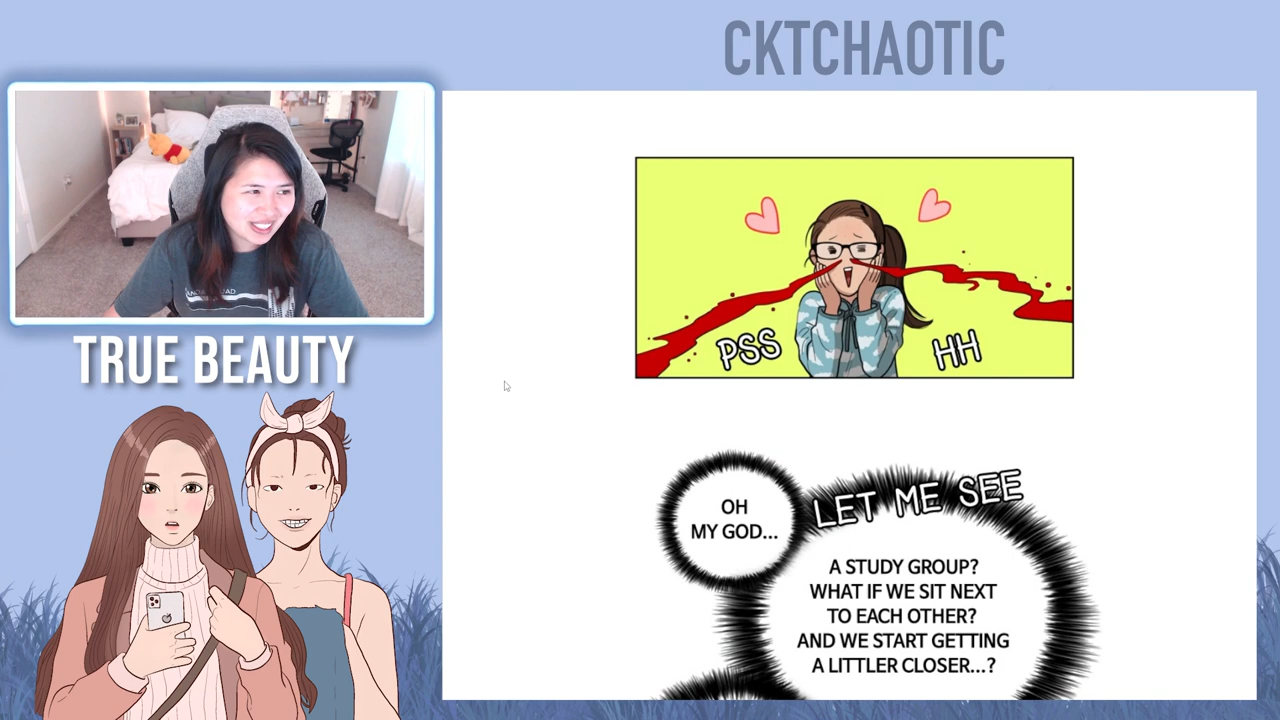 CKTCHAOTIC
TRUE BEAUTY
PSS
HH
OH
MY GOD...
LET ME SEE
A STUDY GROUP?
WHAT IF WE SIT NEXT
TO EACH OTHER?
AND WE START GETTING
A LITTLER CLOSER...?